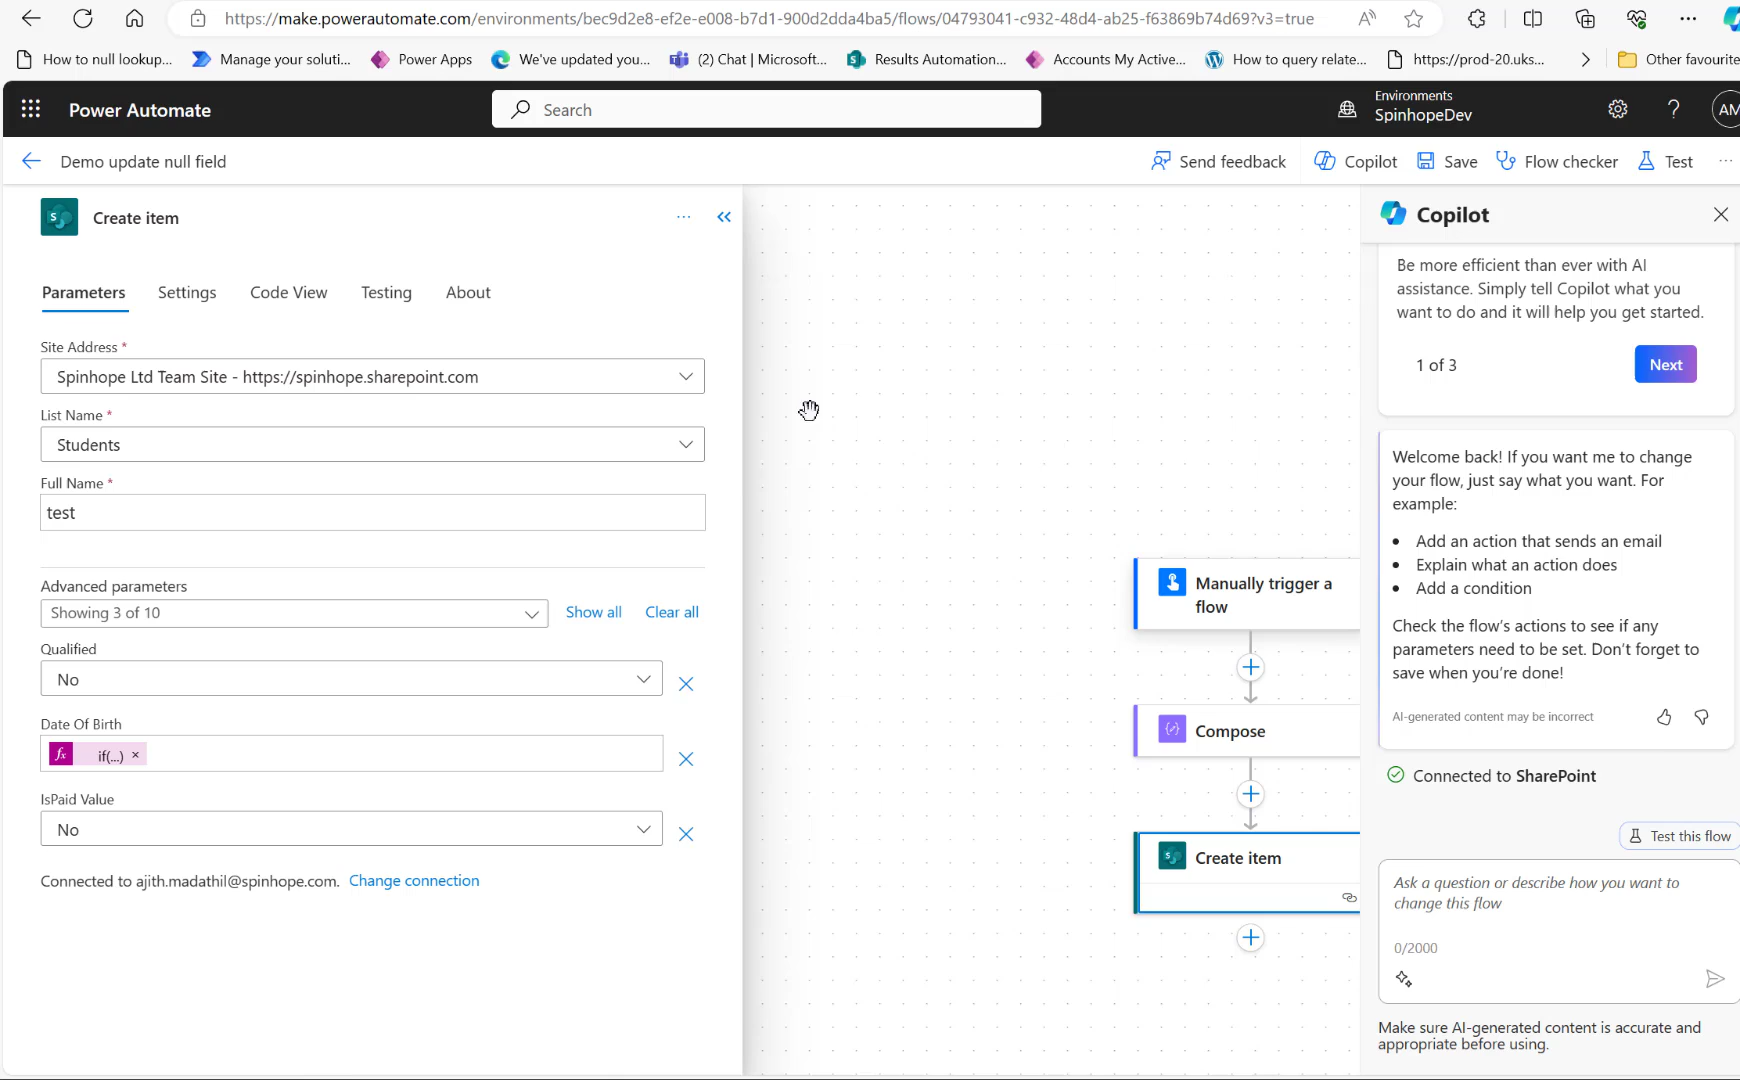 https://make.powerautomate.com/environments/bec9d2e8-ef2e-e008-b7d1-900d2dda4ba5/flows/04793041-c932-48d4-ab25-f63869b74d69?v3=true
How to null lookup...
Manage your soluti...
Power Apps
We've updated you...
(2) Chat | Microsoft...
Results Automation...
Accounts My Active...
How to query relate...
https://prod-20.uks...
Other favourite
Power Automate
Search
Environments
SpinhopeDev
?
AM
Demo update null field
Send feedback
Copilot
Save
Flow checker
Test
Create item
Parameters
Settings
Code View
Testing
About
Site Address *
Spinhope Ltd Team Site - https://spinhope.sharepoint.com
List Name *
Students
Full Name *
test
Advanced parameters
Showing 3 of 10
Show all
Clear all
Qualified
No
Date Of Birth
fx if(...) ×
IsPaid Value
No
Connected to ajith.madathil@spinhope.com. Change connection
Manually trigger a
flow
Compose
Create item
Copilot
Be more efficient than ever with AI
assistance. Simply tell Copilot what you
want to do and it will help you get started.
1 of 3
Next
Welcome back! If you want me to change
your flow, just say what you want. For
example:
• Add an action that sends an email
• Explain what an action does
• Add a condition
Check the flow's actions to see if any
parameters need to be set. Don't forget to
save when you're done!
AI-generated content may be incorrect
Connected to SharePoint
Test this flow
Ask a question or describe how you want to
change this flow
0/2000
Make sure AI-generated content is accurate and
appropriate before using.